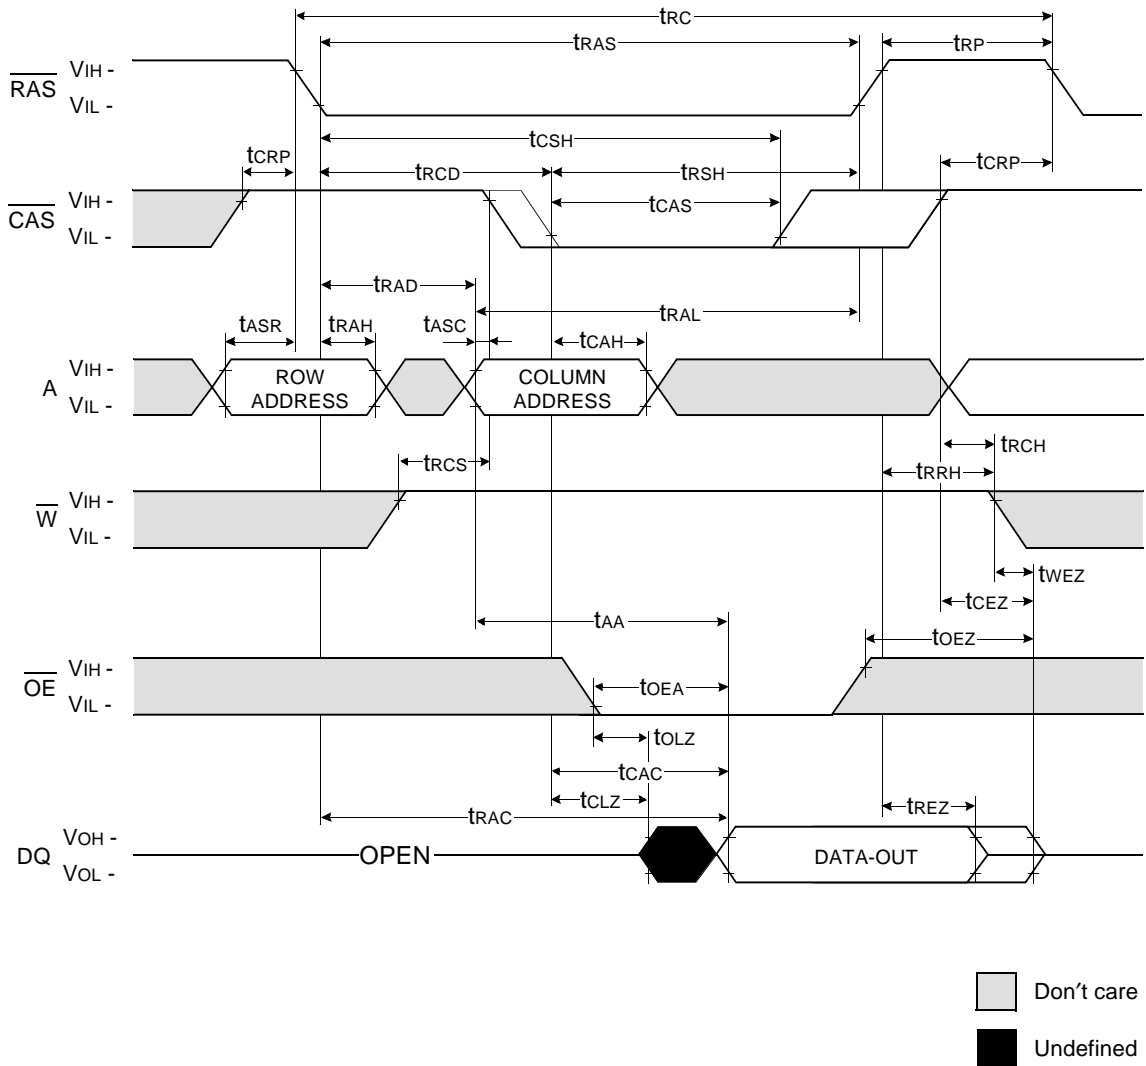 tRC
tRAS
tRP
RAS
VIH -
VIL -
tCSH
tCRP
tCRP
tRCD
tRSH
CAS
VIH -
VIL -
tCAS
tRAD
tRAL
tASR
tRAH
tASC
tCAH
A
VIH -
VIL -
ROW
ADDRESS
COLUMN
ADDRESS
tRCH
tRCS
tRRH
W
VIH -
VIL -
tWEZ
tCEZ
tAA
tOEZ
OE
VIH -
VIL -
tOEA
tOLZ
tCAC
tCLZ
tREZ
tRAC
DQ
VOH -
VOL -
OPEN
DATA-OUT
Don′t care
Undefined